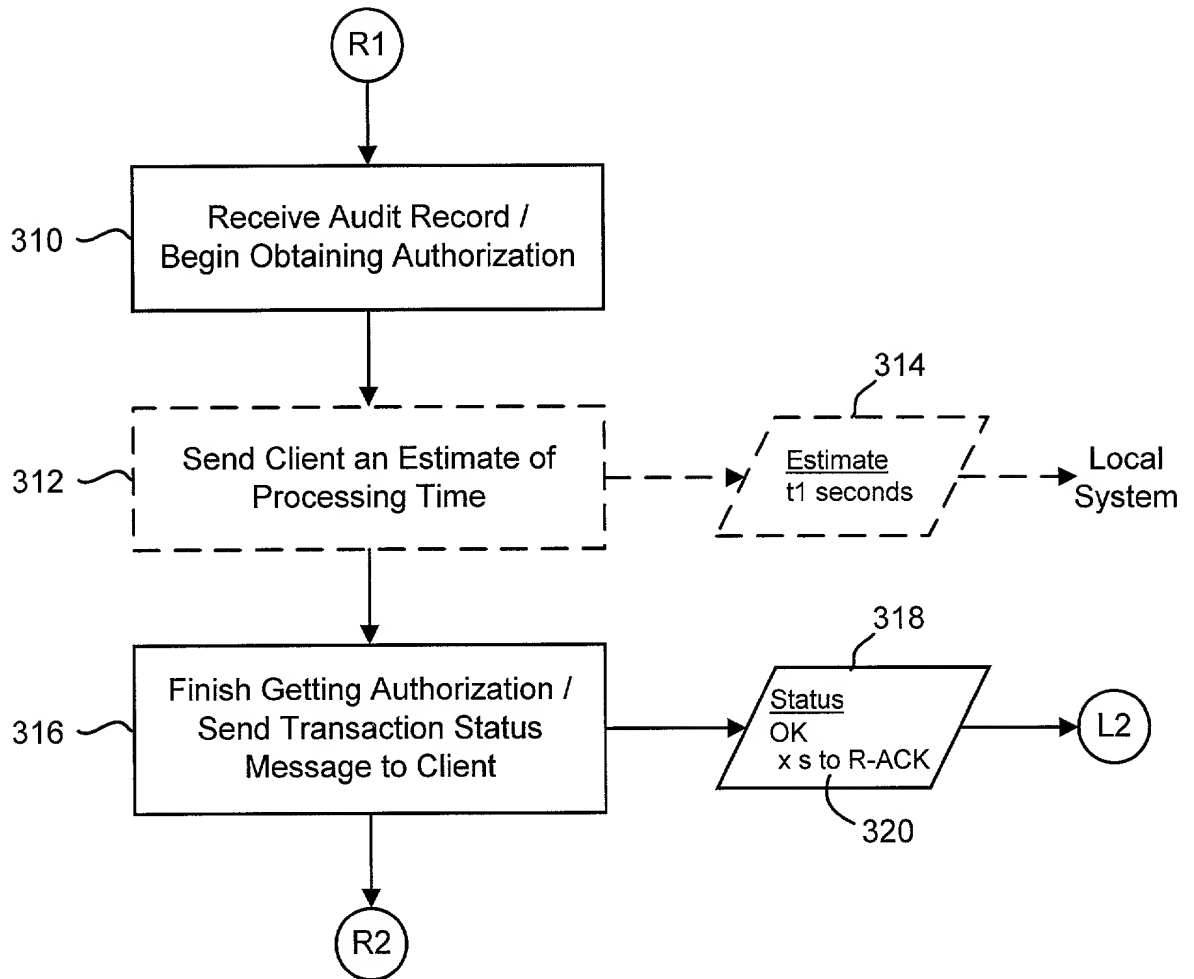 R1
310
Receive Audit Record /
Begin Obtaining Authorization
314
312
Send Client an Estimate of
Processing Time
Estimate
t1 seconds
Local
System
318
316
Finish Getting Authorization /
Send Transaction Status
Message to Client
Status
OK
x s to R-ACK
L2
320
R2